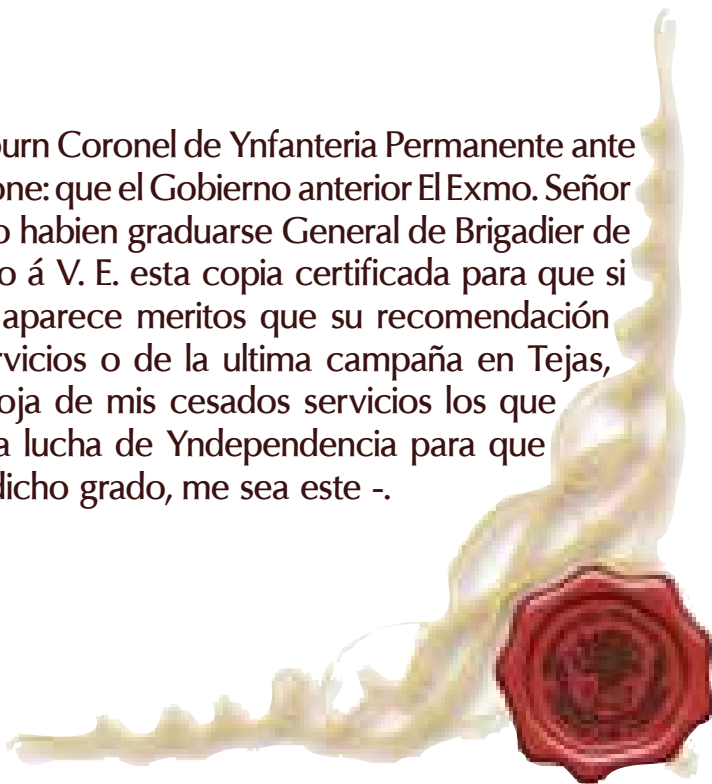 ourn Coronel de Ynfanteria Permanente ante
one: que el Gobierno anterior El Exmo. Señor
o habien graduarse General de Brigadier de
o á V. E. esta copia certificada para que si
aparece meritos que su recomendación
rvicios o de la ultima campaña en Tejas,
oja de mis cesados servicios los que
a lucha de Yndependencia para que
dicho grado, me sea este -.